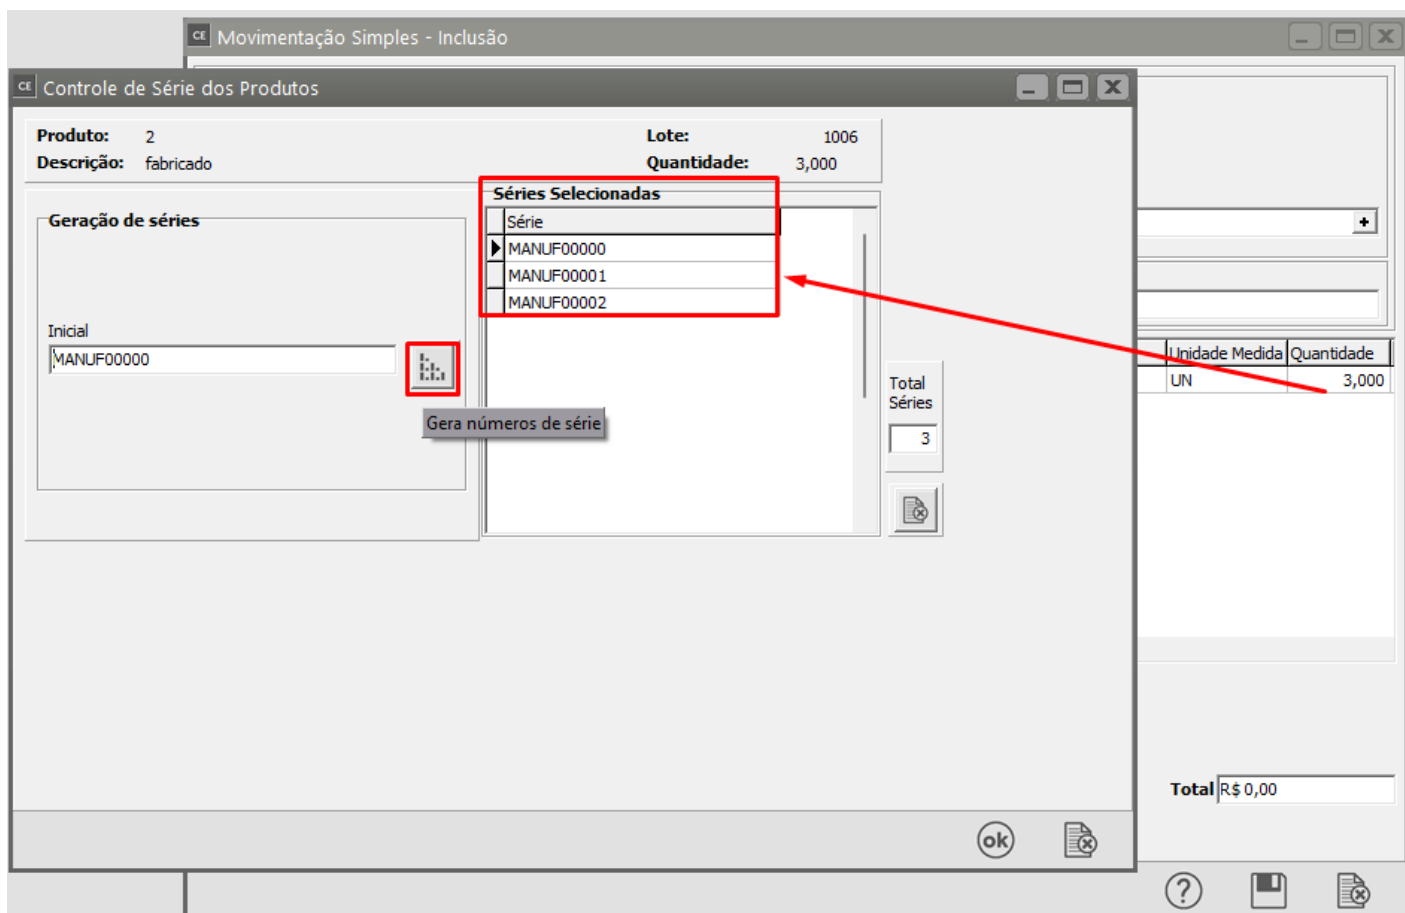 CE Movimentação Simples - Inclusão
CE Controle de Série dos Produtos
Produto: 2 Lote: 1006
Descrição: fabricado Quantidade: 3,000
Séries Selecionadas
Geração de séries
Série
MANUF00000
MANUF00001
MANUF00002
Inicial
MANUF00000
Gera números de série
Total
Séries
3
+
Unidade Medida Quantidade
UN 3,000
Total R$ 0,00
ok
?